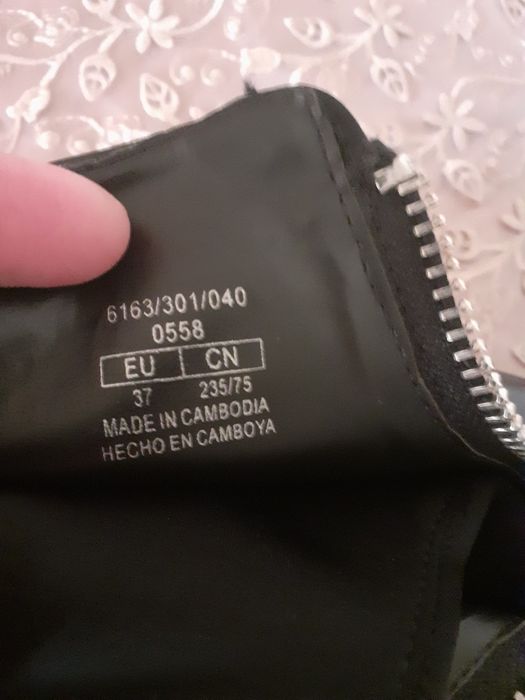 6163/301/040
0558
EU CN
37 235/75
MADE IN CAMBODIA
HECHO EN CAMBOYA